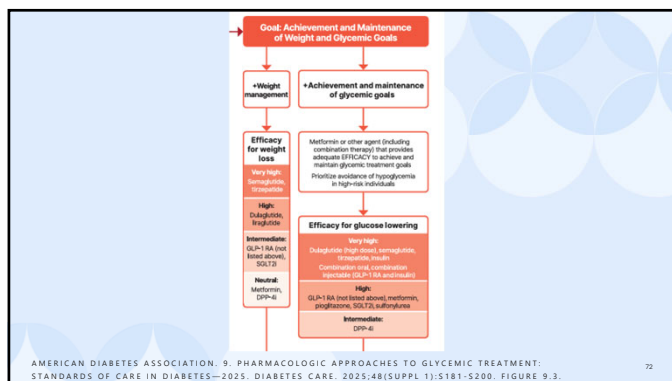 Goal: Achievement and Maintenance
of Weight and Glycemic Goals
+Weight
management
Efficacy
for weight
loss
Very high:
Semaglutide,
tirzepatide
High:
Dulaglutide,
liraglutide
Intermediate:
GLP-1 RA (not
listed above),
SGLT2i
Neutral:
Metformin,
DPP-4i
+Achievement and maintenance
of glycemic goals
Metformin or other agent (including
combination therapy) that provides
adequate EFFICACY to achieve and
maintain glycemic treatment goals
Prioritize avoidance of hypoglycemia
in high-risk individuals
Efficacy for glucose lowering
Very high:
Dulaglutide (high dose), semaglutide,
tirzepatide, insulin
Combination oral, combination
injectable (GLP-1 RA and insulin)
High:
GLP-1 RA (not listed above), metformin,
pioglitazone, SGLT2i, sulfonylurea
Intermediate:
DPP-4i
AMERICAN DIABETES ASSOCIATION. 9. PHARMACOLOGIC APPROACHES TO GLYCEMIC TREATMENT:
STANDARDS OF CARE IN DIABETES—2025. DIABETES CARE. 2025;48(SUPPL 1):S181-S200. FIGURE 9.3.
72